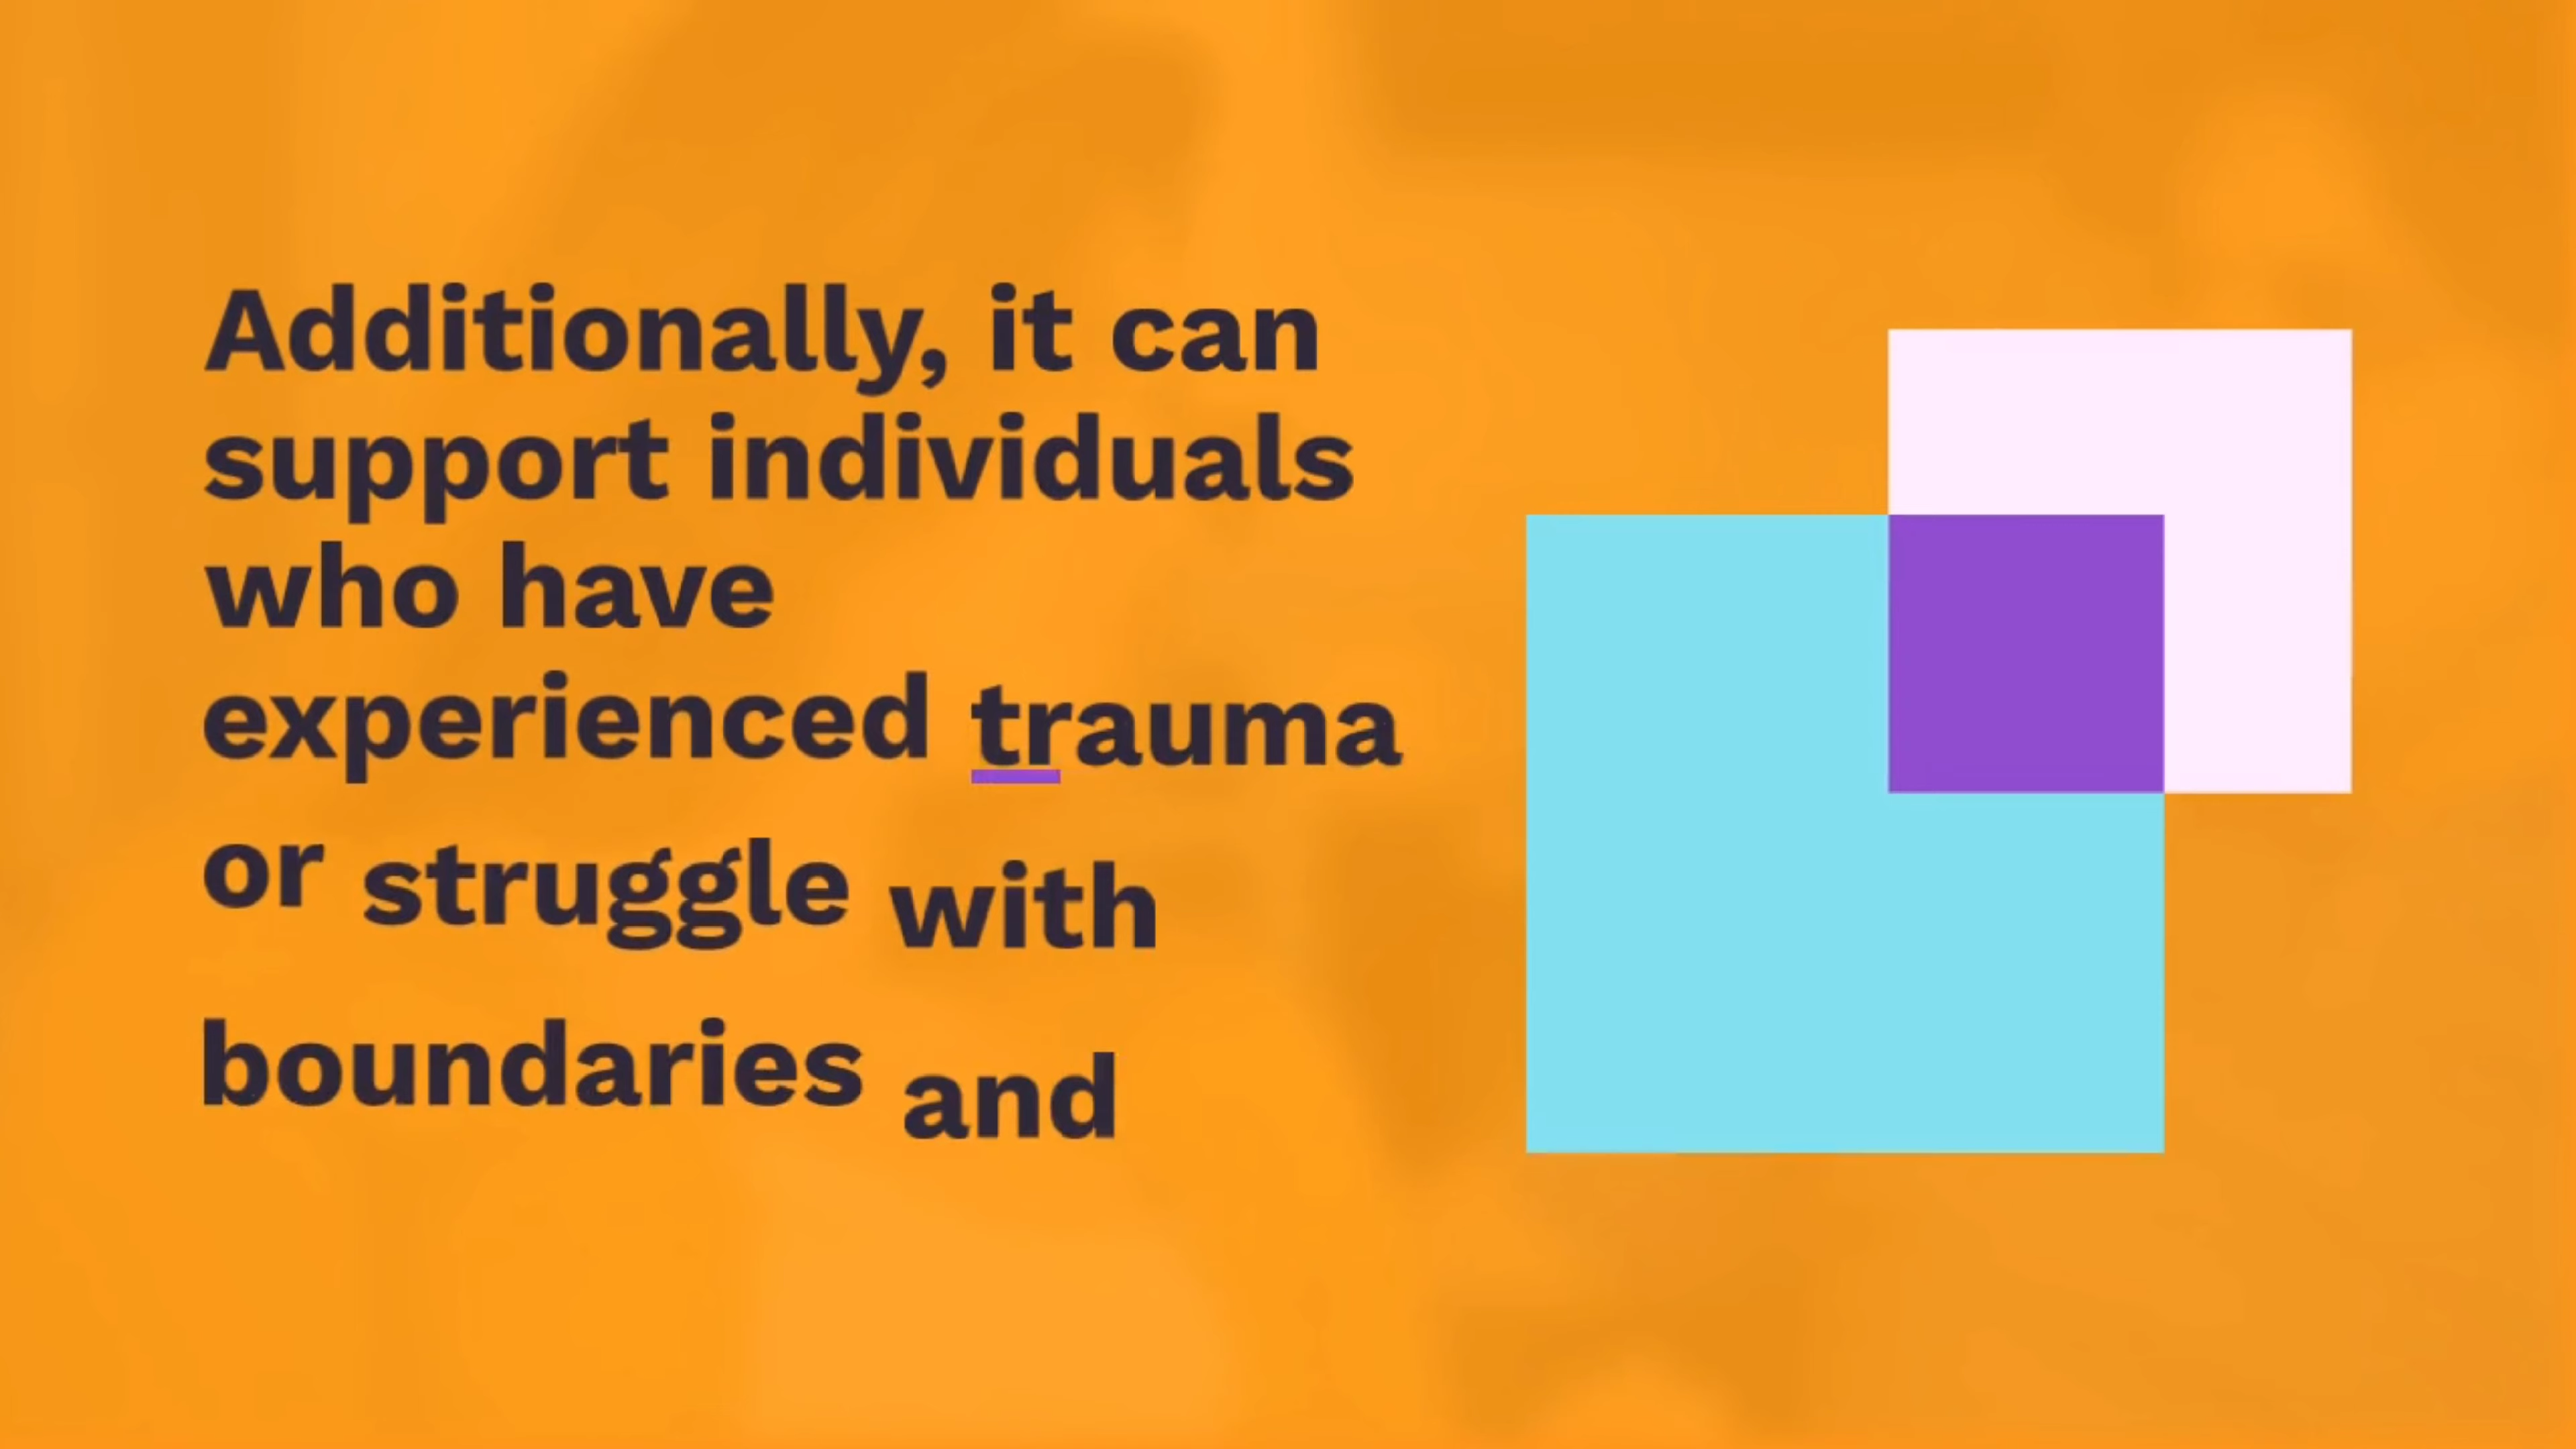 Additionally, it can
support individuals
who have
experienced trauma
or struggle with
boundaries and